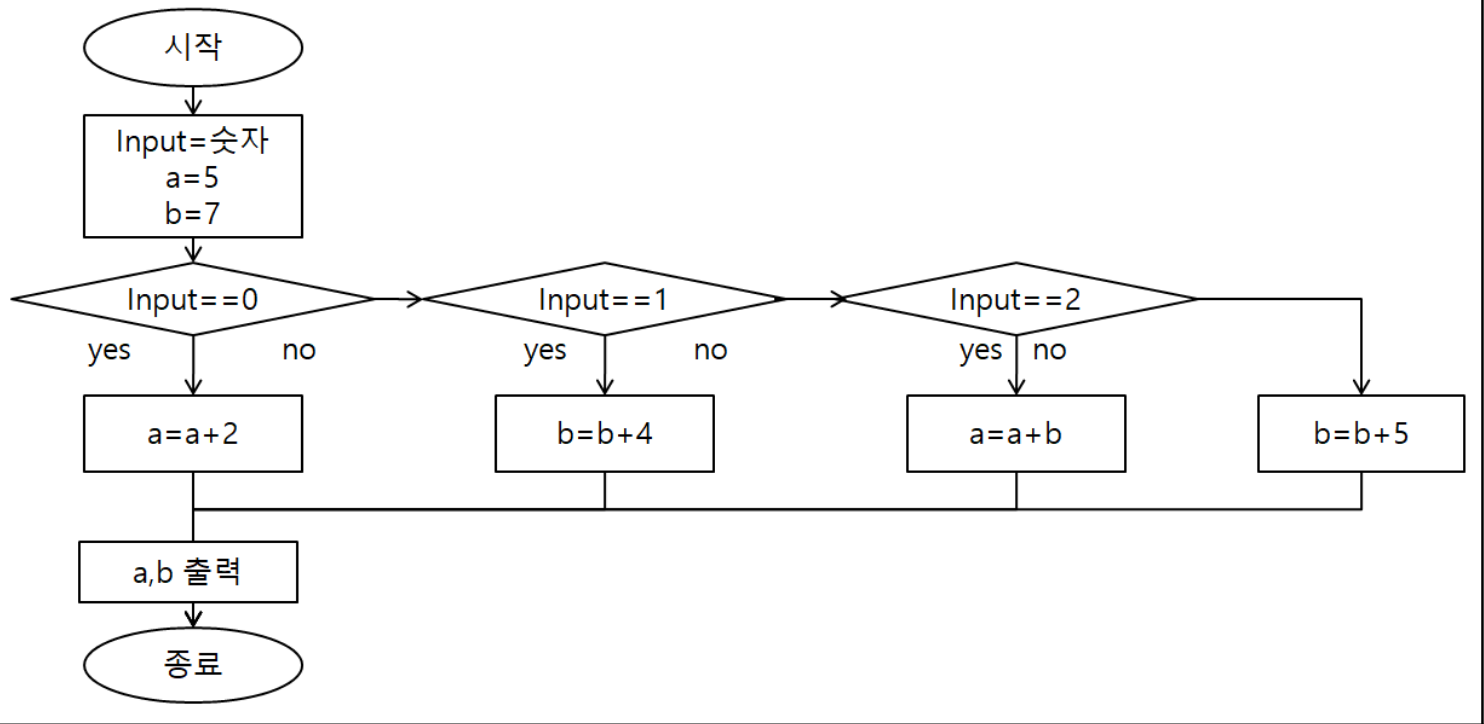 시작
Input=숫자
a=5
b=7
Input==0
Input==1
Input==2
yes
no
yes
no
yes
no
a=a+2
b=b+4
a=a+b
b=b+5
a,b 출력
종료